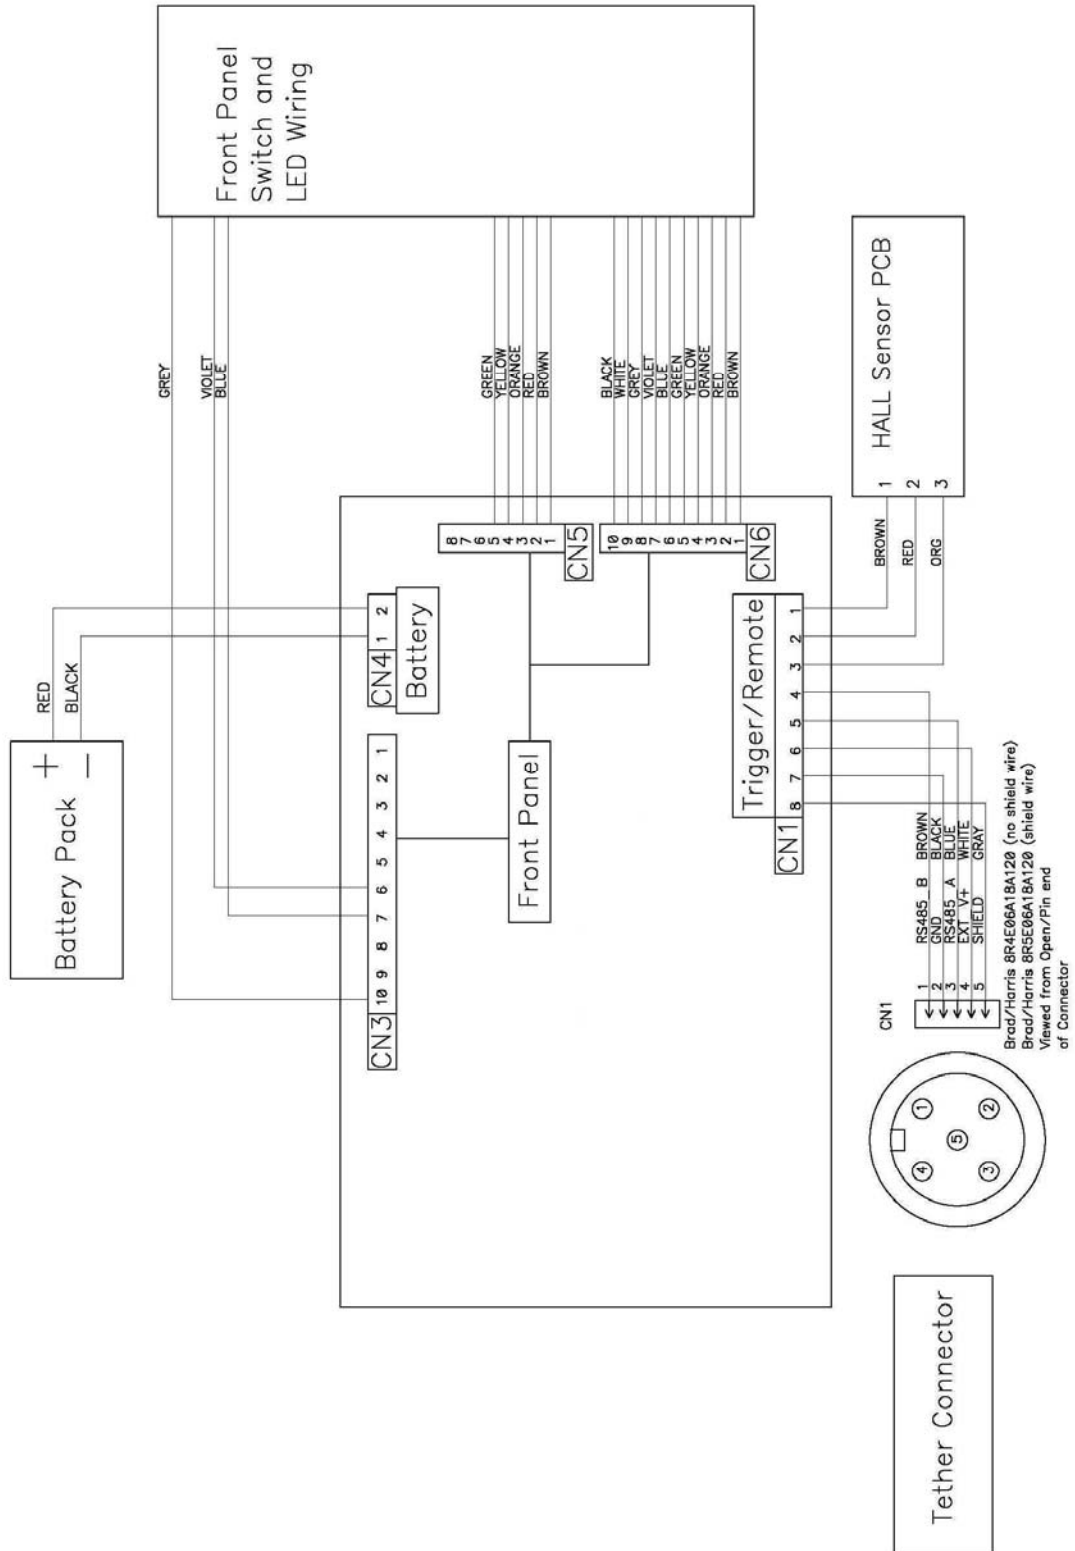 Battery Pack
+
−
RED
BLACK
GREY
VIOLET
BLUE
Front Panel
Switch and
LED Wiring
CN3
10 9 8 7 6 5 4 3 2 1
CN4
1 2
Battery
Front Panel
8
7
6
5
4
3
2
1
CN5
GREEN
YELLOW
ORANGE
RED
BROWN
10
9
8
7
6
5
4
3
2
1
CN6
BLACK
WHITE
GREY
VIOLET
BLUE
GREEN
YELLOW
ORANGE
RED
BROWN
Trigger/Remote
CN1
8 7 6 5 4 3 2 1
BROWN
RED
ORG
1
2
3
HALL Sensor PCB
CN1
1 RS485_B BROWN
2 GND BLACK
3 RS485_A BLUE
4 EXT V+ WHITE
5 SHIELD GRAY
Brad/Harris 8R4E06A18A120 (no shield wire)
Brad/Harris 8R5E06A18A120 (shield wire)
Viewed from Open/Pin end
of Connector
4 1
5
3 2
Tether Connector